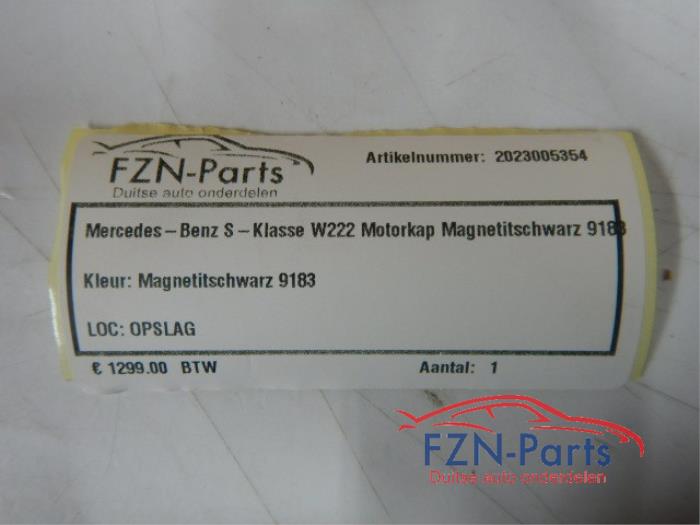 FZN-Parts
Duitse auto onderdelen
Artikelnummer: 2023005354
Mercedes-Benz S-Klasse W222 Motorkap Magnetitschwarz 9183
Kleur: Magnetitschwarz 9183
LOC: OPSLAG
€ 1299.00 BTW
Aantal: 1
FZN-Parts
Duitse auto onderdelen